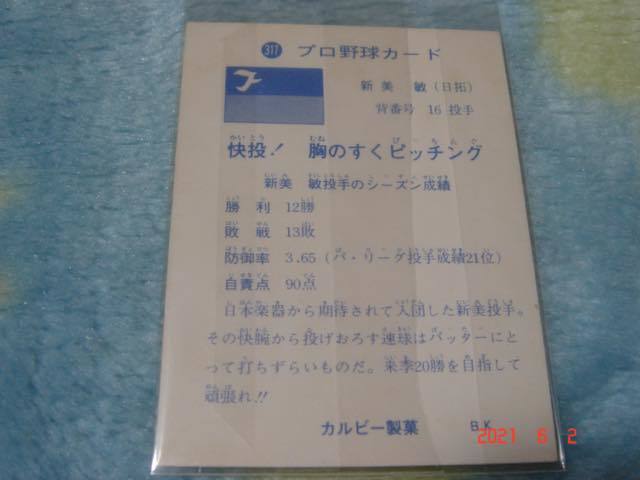 317 プロ野球カード
新美 敏(日拓)
背番号 16 投手
快投! 胸のすくピッチング
新美 敏投手のシーズン成績
勝利 12勝
敗戦 13敗
防御率 3.65(パ・リーグ投手成績21位)
自責点 90点
日本楽器から期待されて入団した新美投手。
その快腕から投げおろす速球はバッターにと
って打ちずらいものだ。来季20勝を目指して
頑張れ!!
カルビー製菓 B.K
2021 6 2